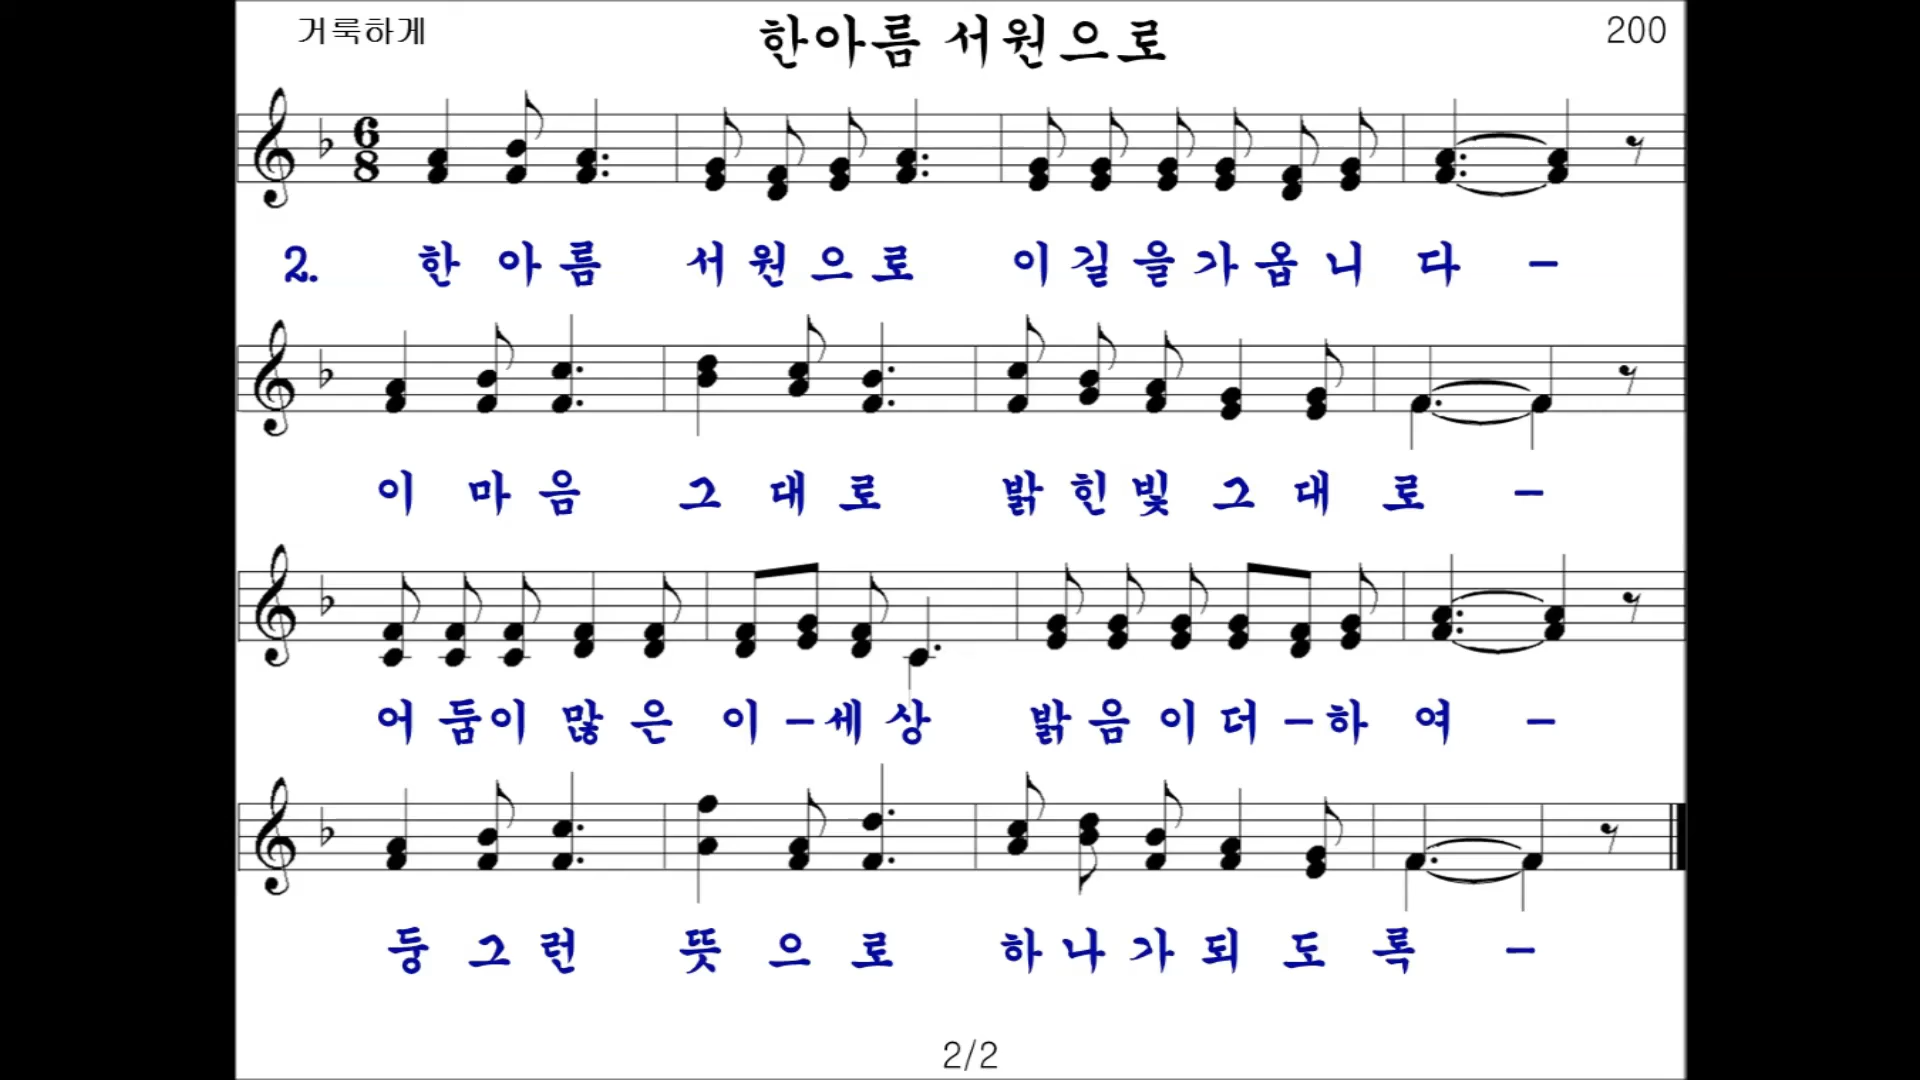 거룩하게 한아름 서원으로 200
2. 한 아 름 서 원 으 로 이 길 을 가 옵 니 다 -
이 마 음 그 대 로 밝 힌 빛 그 대 로 -
어 둠 이 많 은 이 - 세 상 밝 음 이 더 - 하 여 -
둥 그 런 뜻 으 로 하 나 가 되 도 록 -
2/2